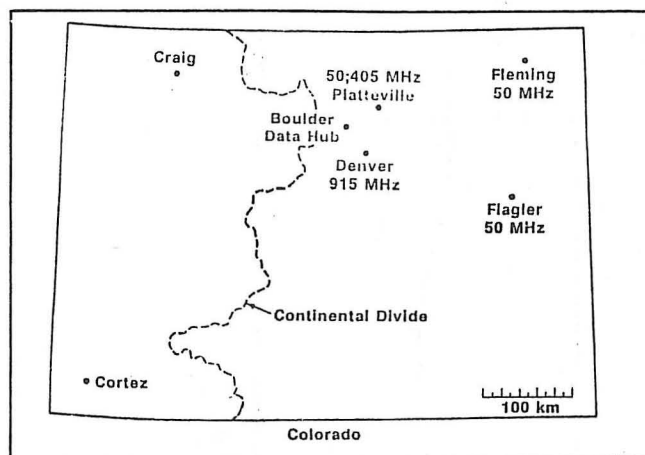 Craig
50;405 MHz
Platteville
Fleming
50 MHz
Boulder
Data Hub
Denver
915 MHz
Flagler
50 MHz
Continental Divide
Cortez
100 km
Colorado